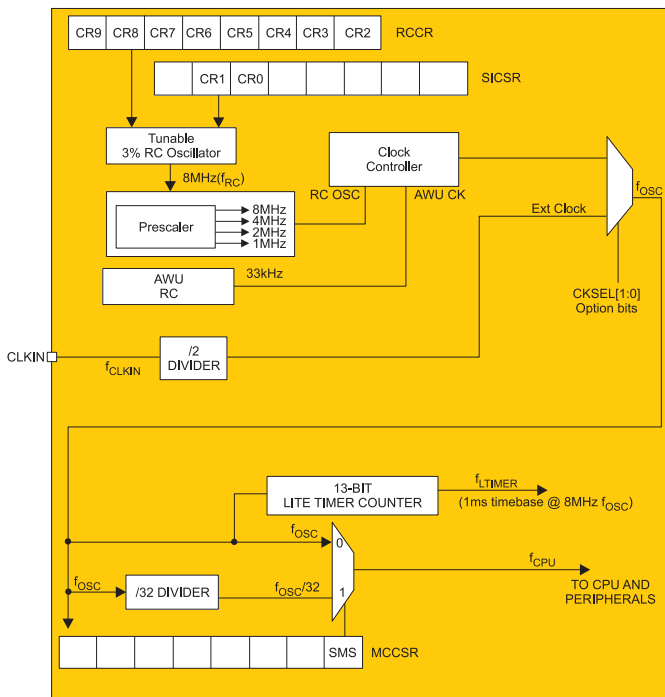 CR9 CR8 CR7 CR6 CR5 CR4 CR3 CR2 RCCR
CR1 CR0 SICSR
Tunable
3% RC Oscillator
8MHz(fRC)
Clock
Controller
RC OSC AWU CK
fOSC
Prescaler
8MHz
4MHz
2MHz
1MHz
Ext Clock
AWU
RC
33kHz
CKSEL[1:0]
Option bits
CLKIN
fCLKIN
/2
DIVIDER
13-BIT
LITE TIMER COUNTER
fLTIMER
(1ms timebase @ 8MHz fOSC)
fOSC
0
fCPU
TO CPU AND
PERIPHERALS
fOSC
/32 DIVIDER
fOSC/32
1
SMS MCCSR